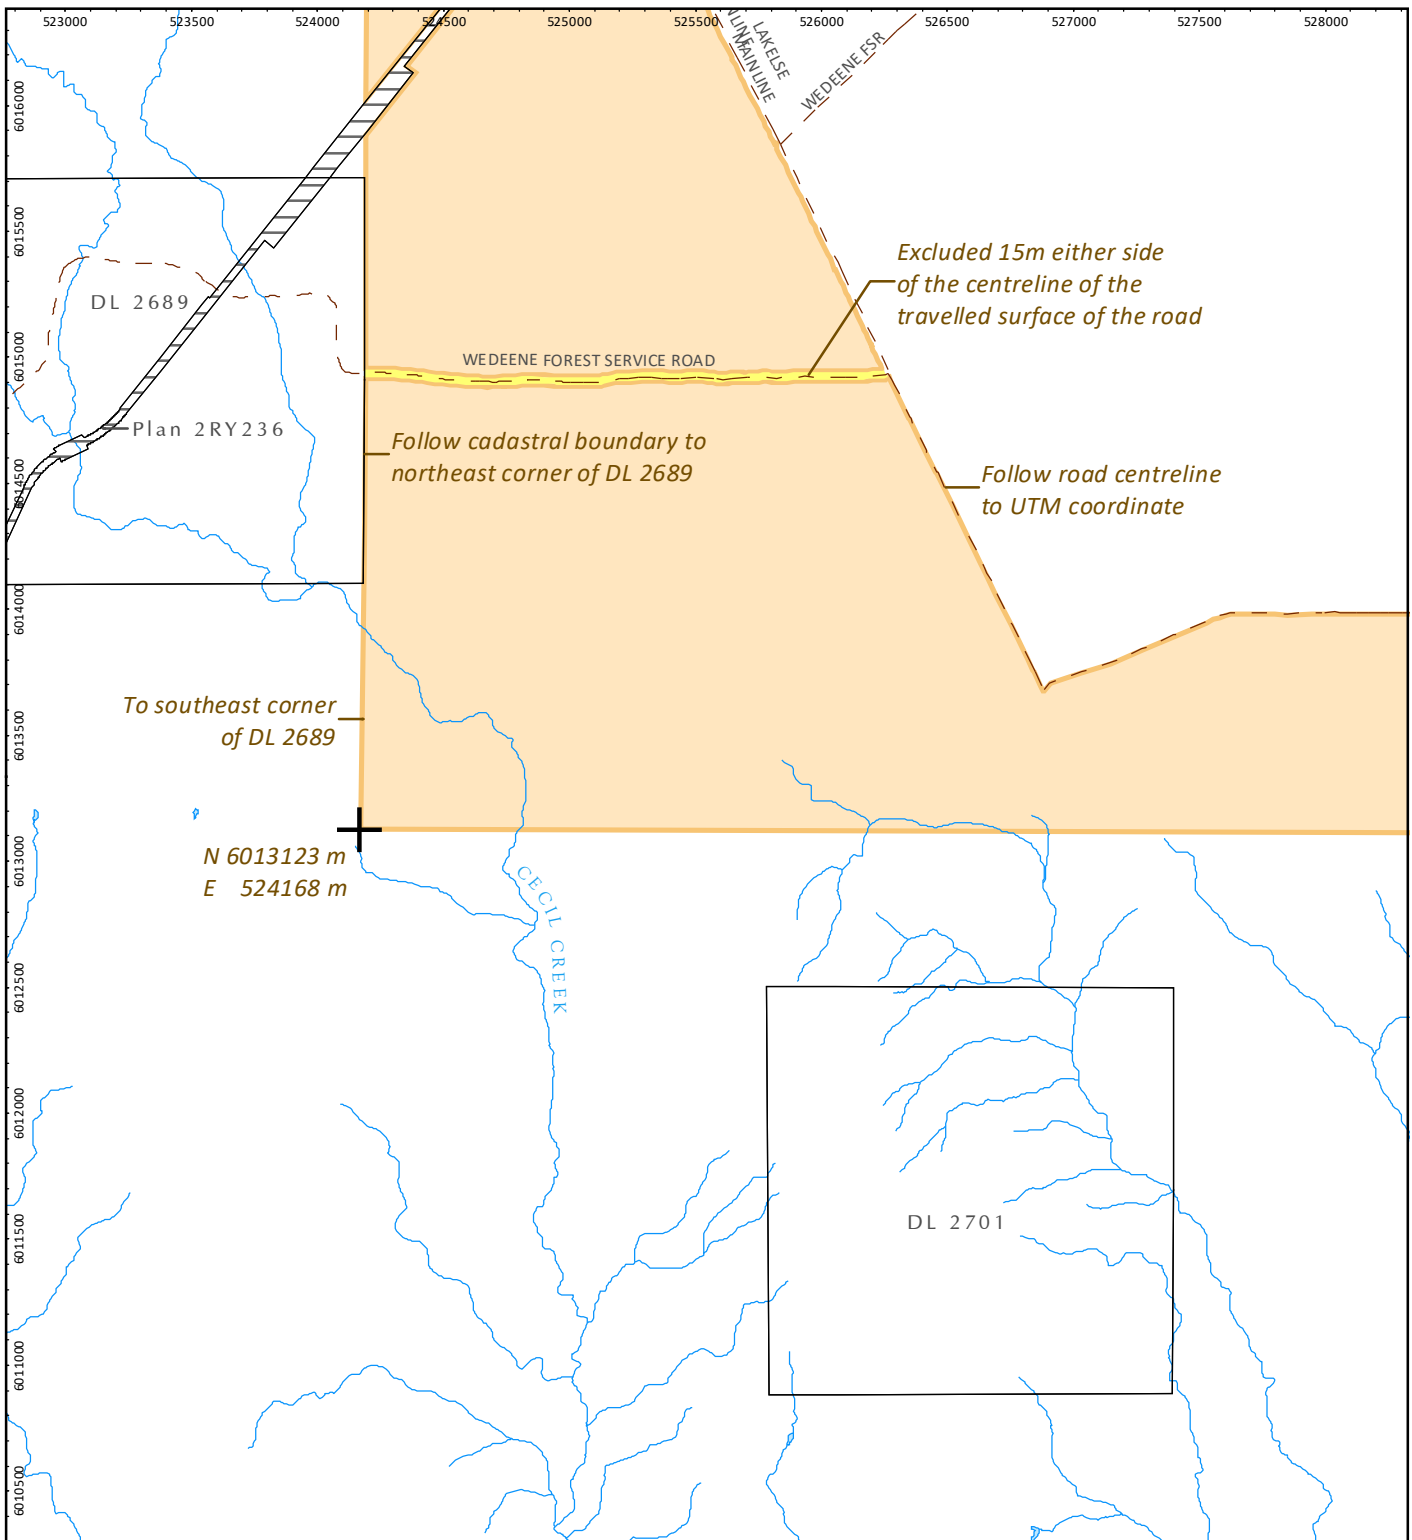 523000 523500 524000 524500 525000 525500 526000 526500 527000 527500 528000
LAKELSE
MAINLINE
WEDEENE FSR
6016000
6015500
6015000
6014500
6014000
6013500
6013000
6012500
6012000
6011500
6011000
6010500
Excluded 15m either side
of the centreline of the
travelled surface of the road
DL 2689
WEDEENE FOREST SERVICE ROAD
Plan 2RY236
Follow cadastral boundary to
northeast corner of DL 2689
Follow road centreline
to UTM coordinate
To southeast corner
of DL 2689
N 6013123 m
E 524168 m
CECIL CREEK
DL 2701